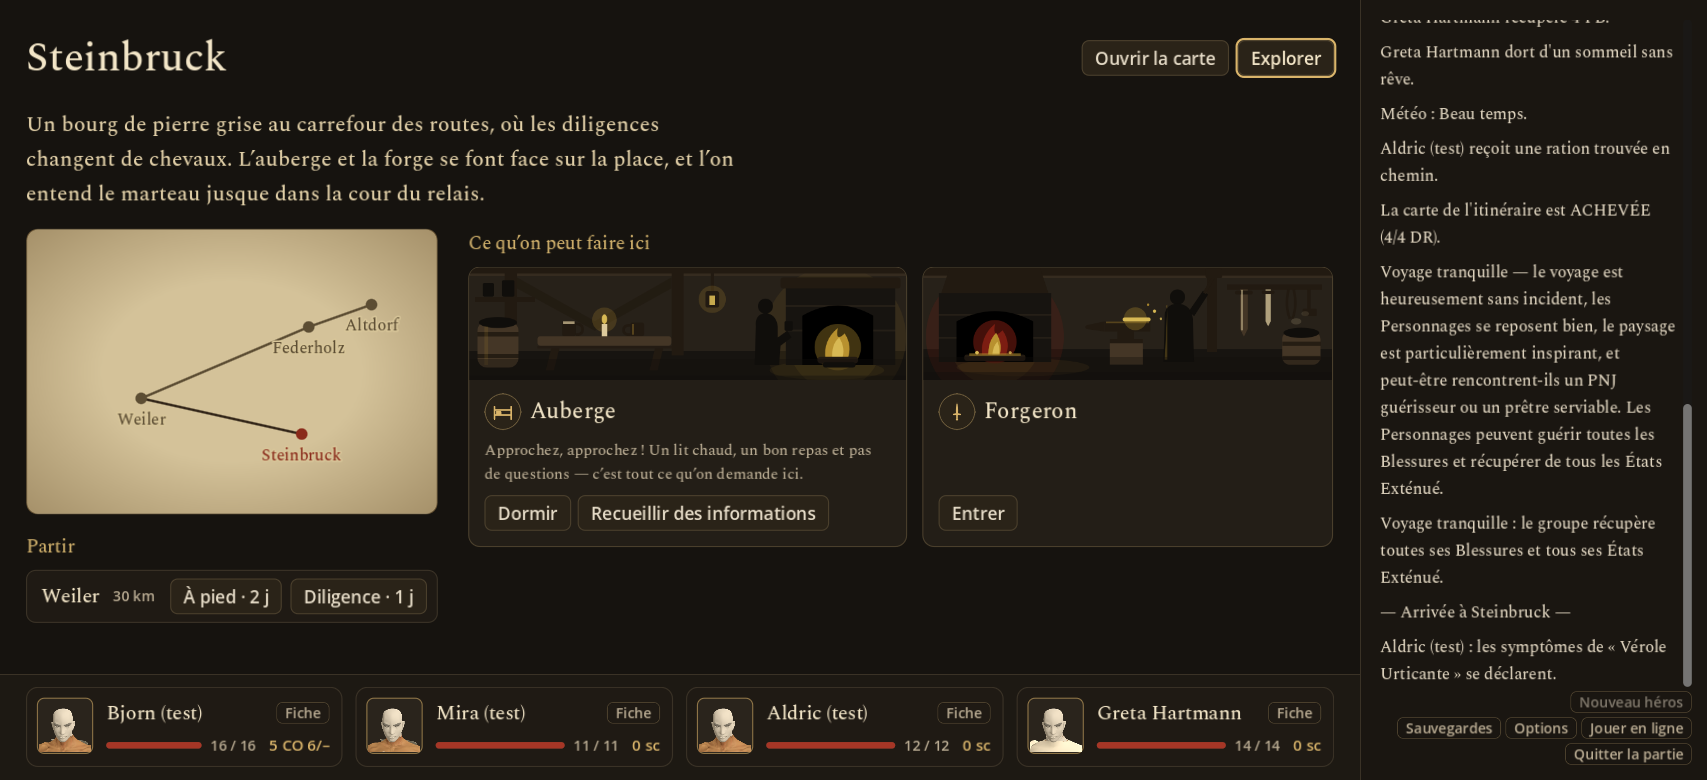 Steinbruck
Ouvrir la carte
Explorer
Un bourg de pierre grise au carrefour des routes, où les diligences
changent de chevaux. L’auberge et la forge se font face sur la place, et l’on
entend le marteau jusque dans la cour du relais.
Altdorf
Federholz
Weiler
Steinbruck
Partir
Weiler 30 km À pied · 2 j Diligence · 1 j
Ce qu’on peut faire ici
Auberge
Approchez, approchez ! Un lit chaud, un bon repas et pas
de questions — c’est tout ce qu’on demande ici.
Dormir Recueillir des informations
Forgeron
Entrer
Bjorn (test) Fiche
16 / 16 5 CO 6/–
Mira (test) Fiche
11 / 11 0 sc
Aldric (test) Fiche
12 / 12 0 sc
Greta Hartmann Fiche
14 / 14 0 sc
Greta Hartmann récupère 4 PB.
Greta Hartmann dort d'un sommeil sans
rêve.
Météo : Beau temps.
Aldric (test) reçoit une ration trouvée en
chemin.
La carte de l'itinéraire est ACHEVÉE
(4/4 DR).
Voyage tranquille — le voyage est
heureusement sans incident, les
Personnages se reposent bien, le paysage
est particulièrement inspirant, et
peut-être rencontrent-ils un PNJ
guérisseur ou un prêtre serviable. Les
Personnages peuvent guérir toutes les
Blessures et récupérer de tous les États
Exténué.
Voyage tranquille : le groupe récupère
toutes ses Blessures et tous ses États
Exténué.
— Arrivée à Steinbruck —
Aldric (test) : les symptômes de « Vérole
Urticante » se déclarent.
Nouveau héros
Sauvegardes Options Jouer en ligne
Quitter la partie